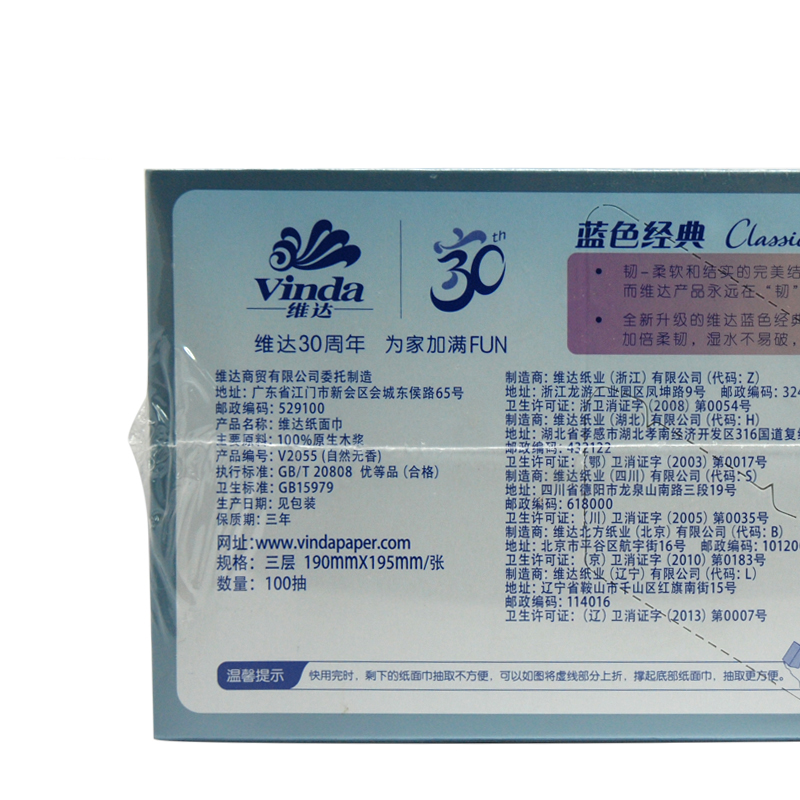 Vinda
维达
30th
维达30周年 为家加满FUN
蓝色经典 Classic
• 韧-柔软和结实的完美结
而维达产品永远在“韧”
• 全新升级的维达蓝色经典
加倍柔韧，湿水不易破，
维达商贸有限公司委托制造
地址：广东省江门市新会区会城东侯路65号
邮政编码：529100
产品名称：维达纸面巾
主要原料：100%原生木浆
产品编号：V2055 (自然无香)
执行标准：GB/T 20808 优等品 (合格)
卫生标准：GB15979
生产日期：见包装
保质期：三年
网址：www.vindapaper.com
规格：三层 190mmX195mm/张
数量：100抽
制造商：维达纸业 (浙江) 有限公司 (代码：Z)
地址：浙江龙游工业园区凤坤路9号 邮政编码：324
卫生许可证：浙卫消证字 (2008) 第0054号
制造商：维达纸业 (湖北) 有限公司 (代码：H)
地址：湖北省孝感市湖北孝南经济开发区316国道复线
邮政编码：432122
卫生许可证：(鄂) 卫消证字 (2003) 第0017号
制造商：维达纸业 (四川) 有限公司 (代码：S)
地址：四川省德阳市龙泉山南路三段19号
邮政编码：618000
卫生许可证：(川) 卫消证字 (2005) 第0035号
制造商：维达北方纸业 (北京) 有限公司 (代码：B)
地址：北京市平谷区航宇街16号 邮政编码：10120
卫生许可证：(京) 卫消证字 (2010) 第0183号
制造商：维达纸业 (辽宁) 有限公司 (代码：L)
地址：辽宁省鞍山市千山区红旗南街15号
邮政编码：114016
卫生许可证：(辽) 卫消证字 (2013) 第0007号
温馨提示 快用完时，剩下的纸面巾抽取不方便，可以如图将虚线部分上折，撑起底部纸面巾，抽取更方便。